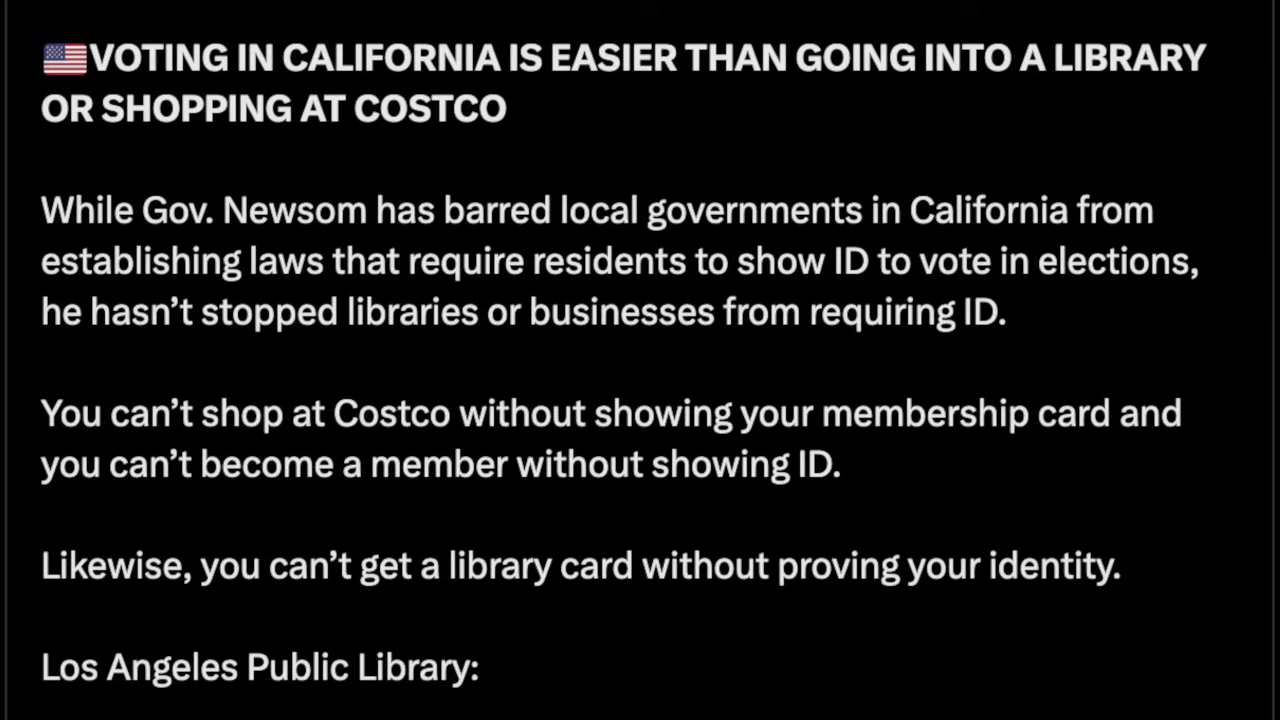 🇺🇸VOTING IN CALIFORNIA IS EASIER THAN GOING INTO A LIBRARY
OR SHOPPING AT COSTCO
While Gov. Newsom has barred local governments in California from
establishing laws that require residents to show ID to vote in elections,
he hasn’t stopped libraries or businesses from requiring ID.
You can’t shop at Costco without showing your membership card and
you can’t become a member without showing ID.
Likewise, you can’t get a library card without proving your identity.
Los Angeles Public Library: